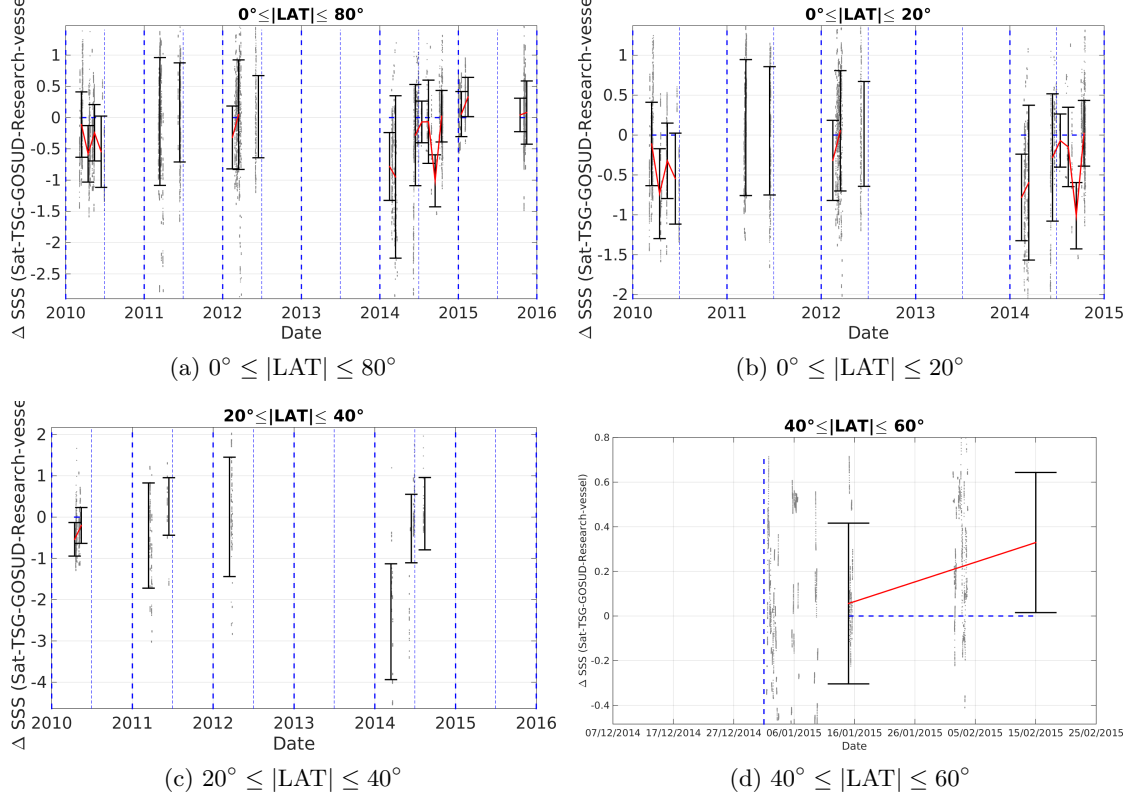 0°≤|LAT|≤ 80°
Δ SSS (Sat-TSG-GOSUD-Research-vessel)
1
0.5
0
-0.5
-1
-1.5
-2
-2.5
2010 2011 2012 2013 2014 2015 2016
Date
(a) 0° ≤ |LAT| ≤ 80°
0°≤|LAT|≤ 20°
Δ SSS (Sat-TSG-GOSUD-Research-vessel)
1
0.5
0
-0.5
-1
-1.5
-2
2010 2011 2012 2013 2014 2015
Date
(b) 0° ≤ |LAT| ≤ 20°
20°≤|LAT|≤ 40°
Δ SSS (Sat-TSG-GOSUD-Research-vesse
2
1
0
-1
-2
-3
-4
2010 2011 2012 2013 2014 2015 2016
Date
(c) 20° ≤ |LAT| ≤ 40°
40°≤|LAT|≤ 60°
Δ SSS (Sat-TSG-GOSUD-Research-vessel)
0.8
0.6
0.4
0.2
0
-0.2
-0.4
07/12/2014 17/12/2014 27/12/2014 06/01/2015 16/01/2015 26/01/2015 05/02/2015 15/02/2015 25/02/2015
Date
(d) 40° ≤ |LAT| ≤ 60°